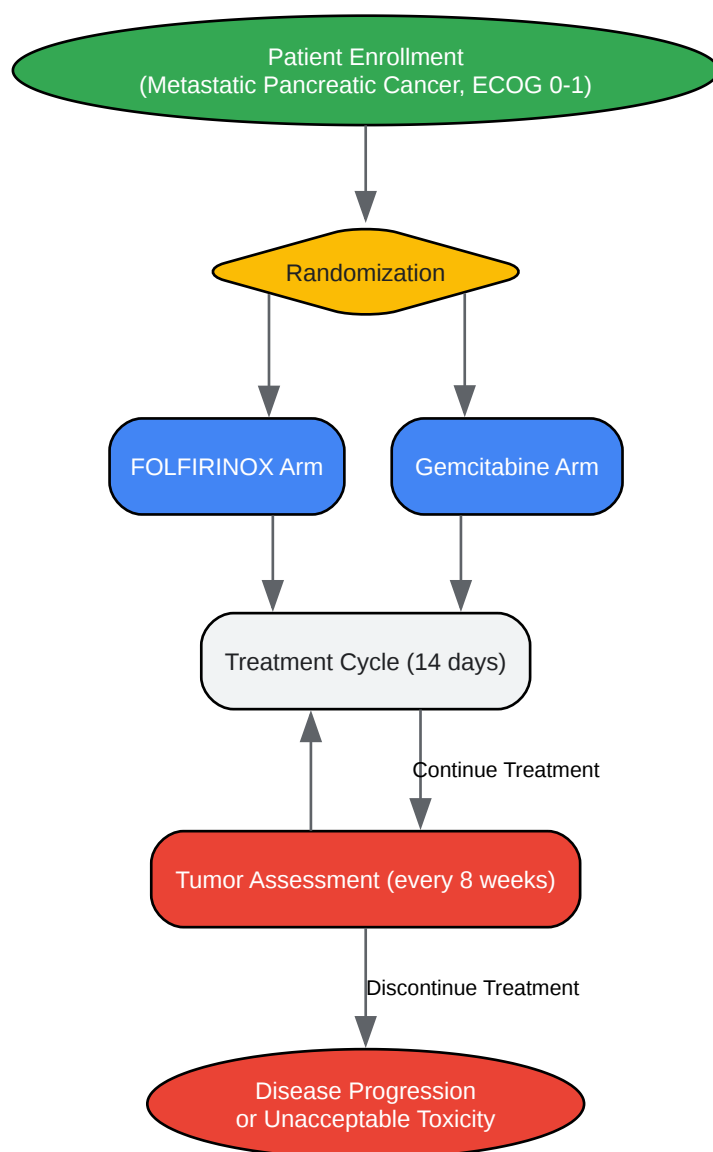 Patient Enrollment
(Metastatic Pancreatic Cancer, ECOG 0-1)
Randomization
FOLFIRINOX Arm
Gemcitabine Arm
Treatment Cycle (14 days)
Continue Treatment
Tumor Assessment (every 8 weeks)
Discontinue Treatment
Disease Progression
or Unacceptable Toxicity